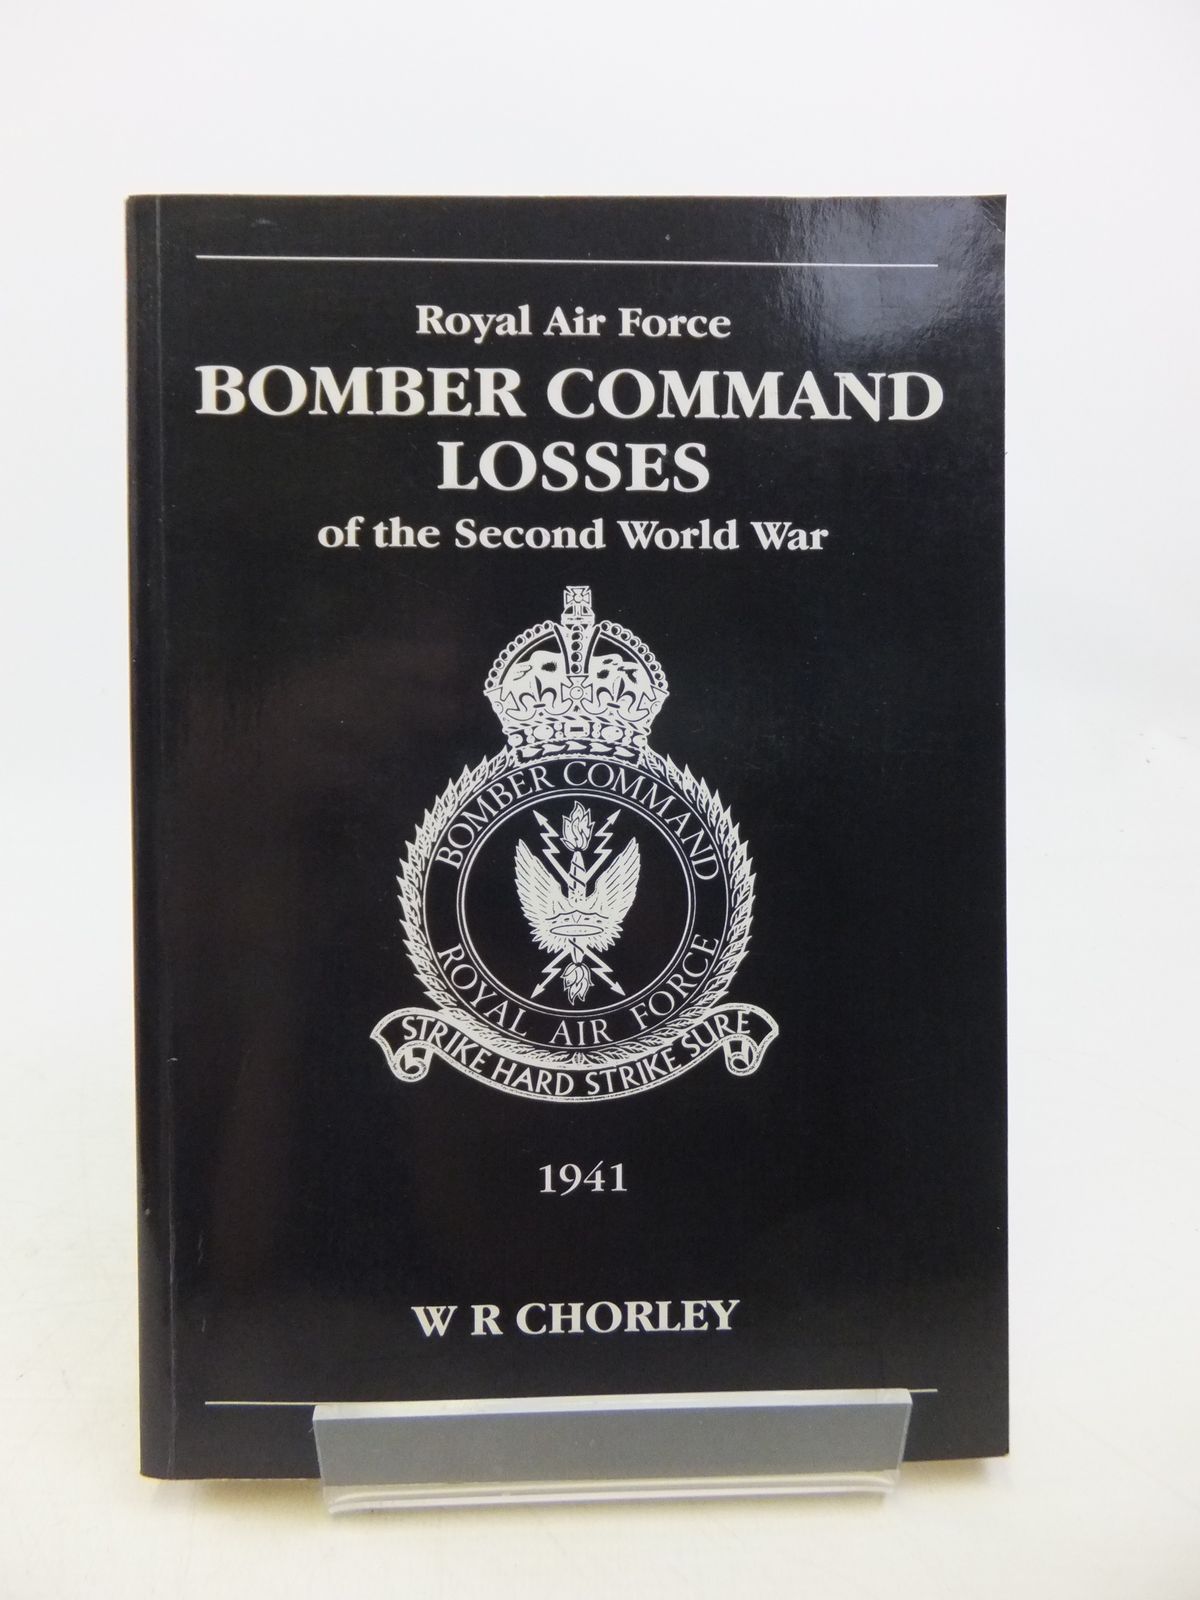 Royal Air Force
BOMBER COMMAND
LOSSES
of the Second World War
BOMBER COMMAND
ROYAL AIR FORCE
STRIKE HARD STRIKE SURE
1941
W R CHORLEY